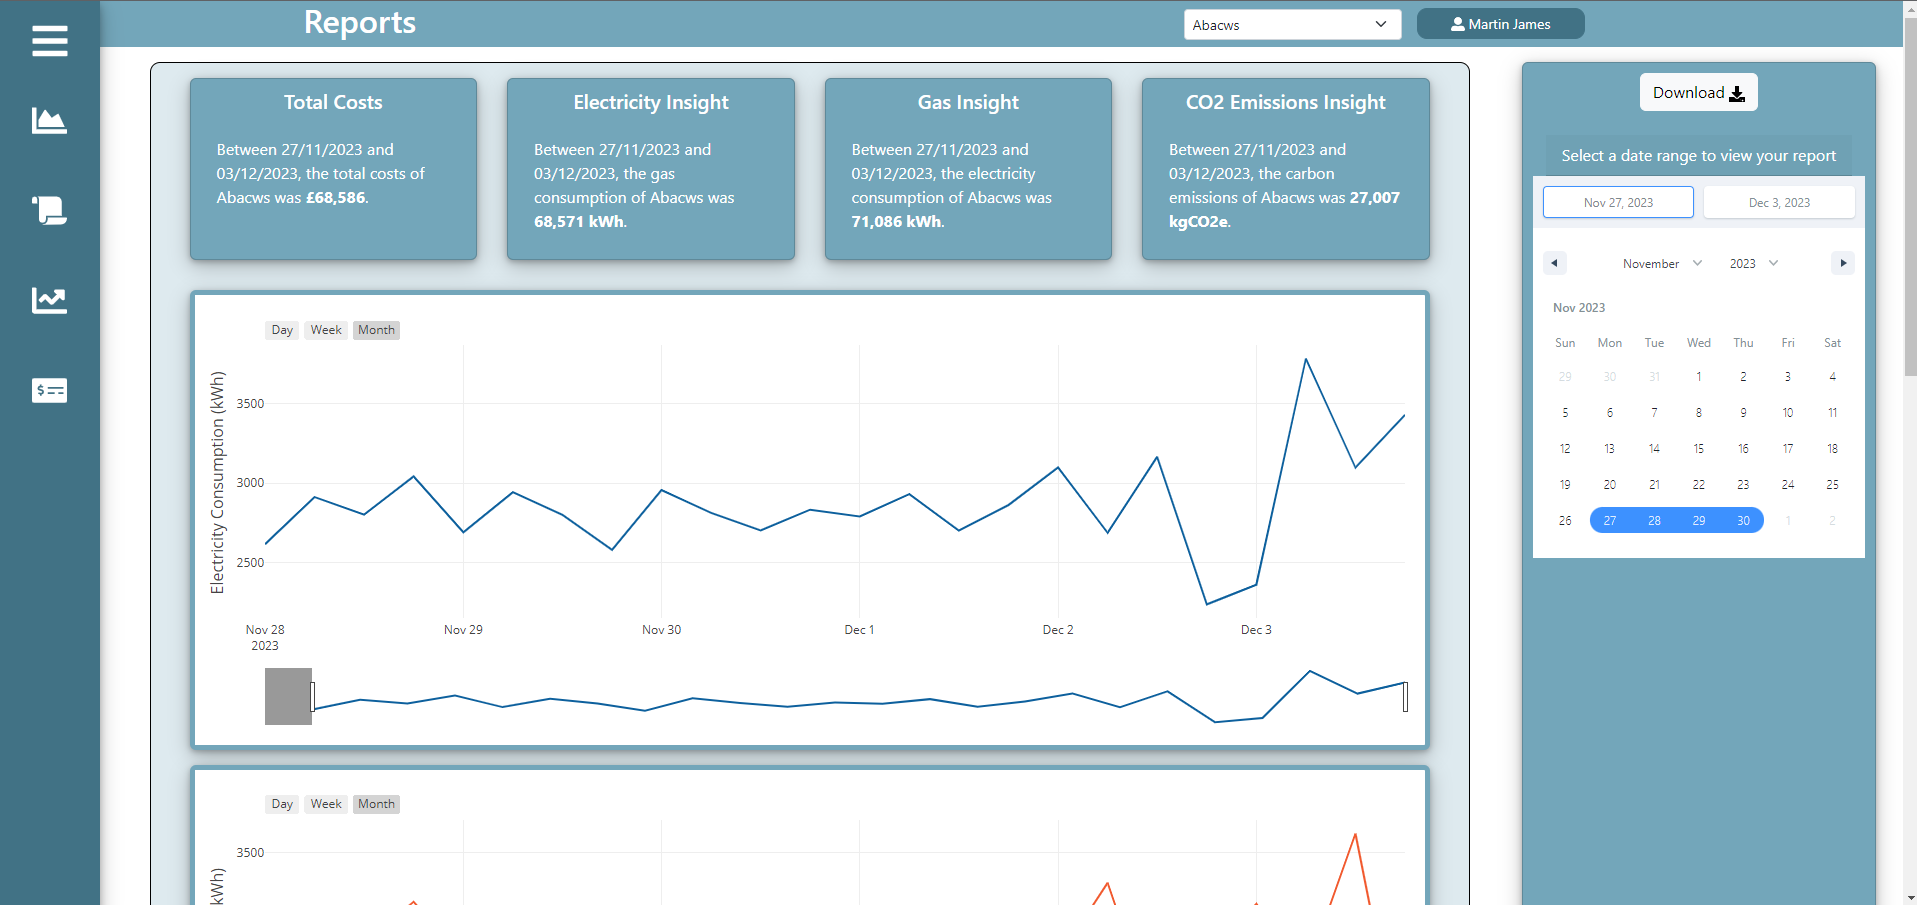 Reports
Abacws
Martin James
Total Costs
Between 27/11/2023 and
03/12/2023, the total costs of
Abacws was £68,586.
Electricity Insight
Between 27/11/2023 and
03/12/2023, the gas
consumption of Abacws was
68,571 kWh.
Gas Insight
Between 27/11/2023 and
03/12/2023, the electricity
consumption of Abacws was
71,086 kWh.
CO2 Emissions Insight
Between 27/11/2023 and
03/12/2023, the carbon
emissions of Abacws was 27,007
kgCO2e.
Day Week Month
Electricity Consumption (kWh)
3500
3000
2500
Nov 28 Nov 29 Nov 30 Dec 1 Dec 2 Dec 3
2023
Day Week Month
3500
kWh)
Download
Select a date range to view your report
Nov 27, 2023 Dec 3, 2023
November 2023
Nov 2023
Sun Mon Tue Wed Thu Fri Sat
29 30 31 1 2 3 4
5 6 7 8 9 10 11
12 13 14 15 16 17 18
19 20 21 22 23 24 25
26 27 28 29 30 1 2